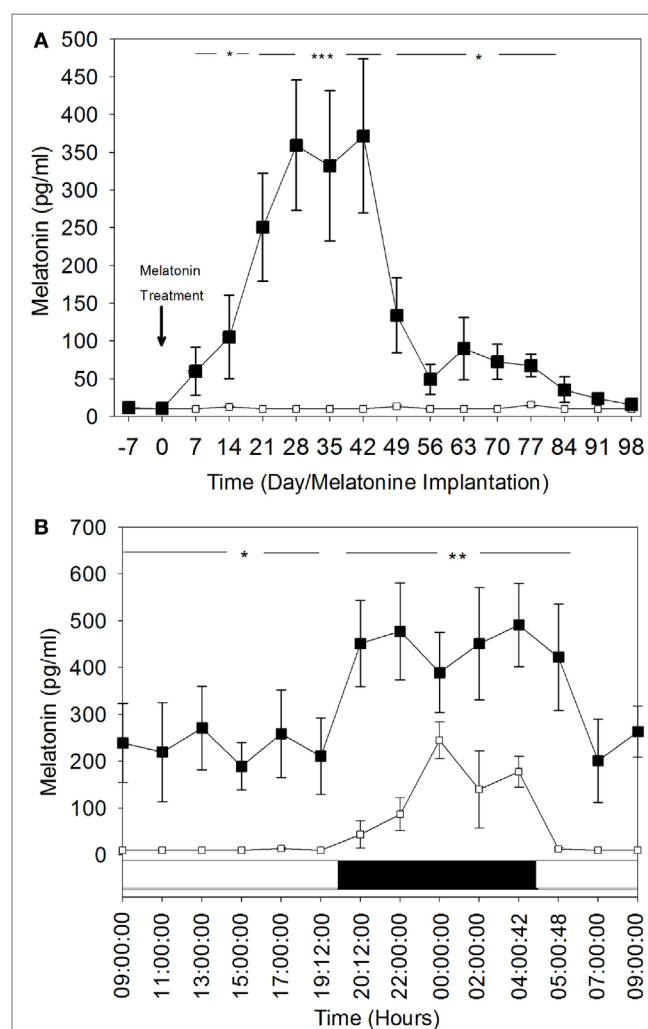 A
500
450
400
350
300
250
200
150
100
50
0
Melatonin (pg/ml)
* *** *
Melatonin
Treatment
-7 0 7 14 21 28 35 42 49 56 63 70 77 84 91 98
Time (Day/Melatonine Implantation)
B
700
600
500
400
300
200
100
0
Melatonin (pg/ml)
* **
09:00:00 11:00:00 13:00:00 15:00:00 17:00:00 19:12:00 20:12:00 22:00:00 00:00:00 02:00:00 04:00:42 05:00:48 07:00:00 09:00:00
Time (Hours)